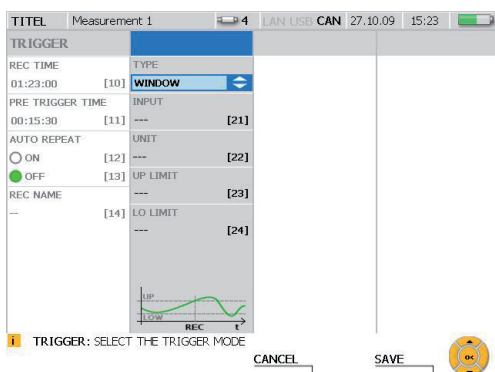 TITEL Measurement 1 4 LAN USB CAN 27.10.09 15:23
TRIGGER
REC TIME
01:23:00 [10]
PRE TRIGGER TIME
00:15:30 [11]
AUTO REPEAT
ON [12]
OFF [13]
REC NAME
-- [14]
TYPE
WINDOW
INPUT
--- [21]
UNIT
--- [22]
UP LIMIT
--- [23]
LO LIMIT
--- [24]
UP
LOW
REC t
i TRIGGER: SELECT THE TRIGGER MODE
CANCEL SAVE
OK